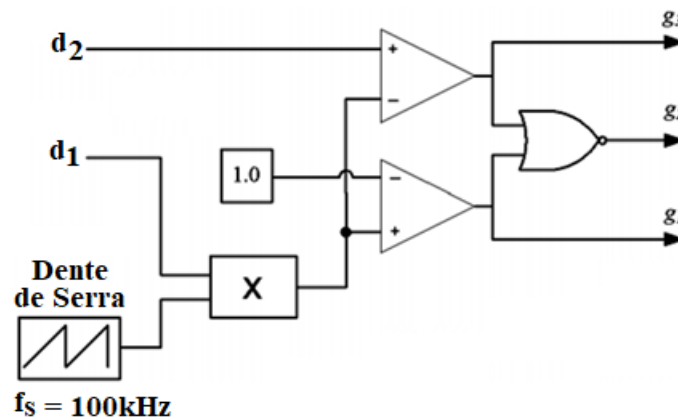 d2
+
−
d1
1.0
−
+
X
Dente
de Serra
fs = 100kHz